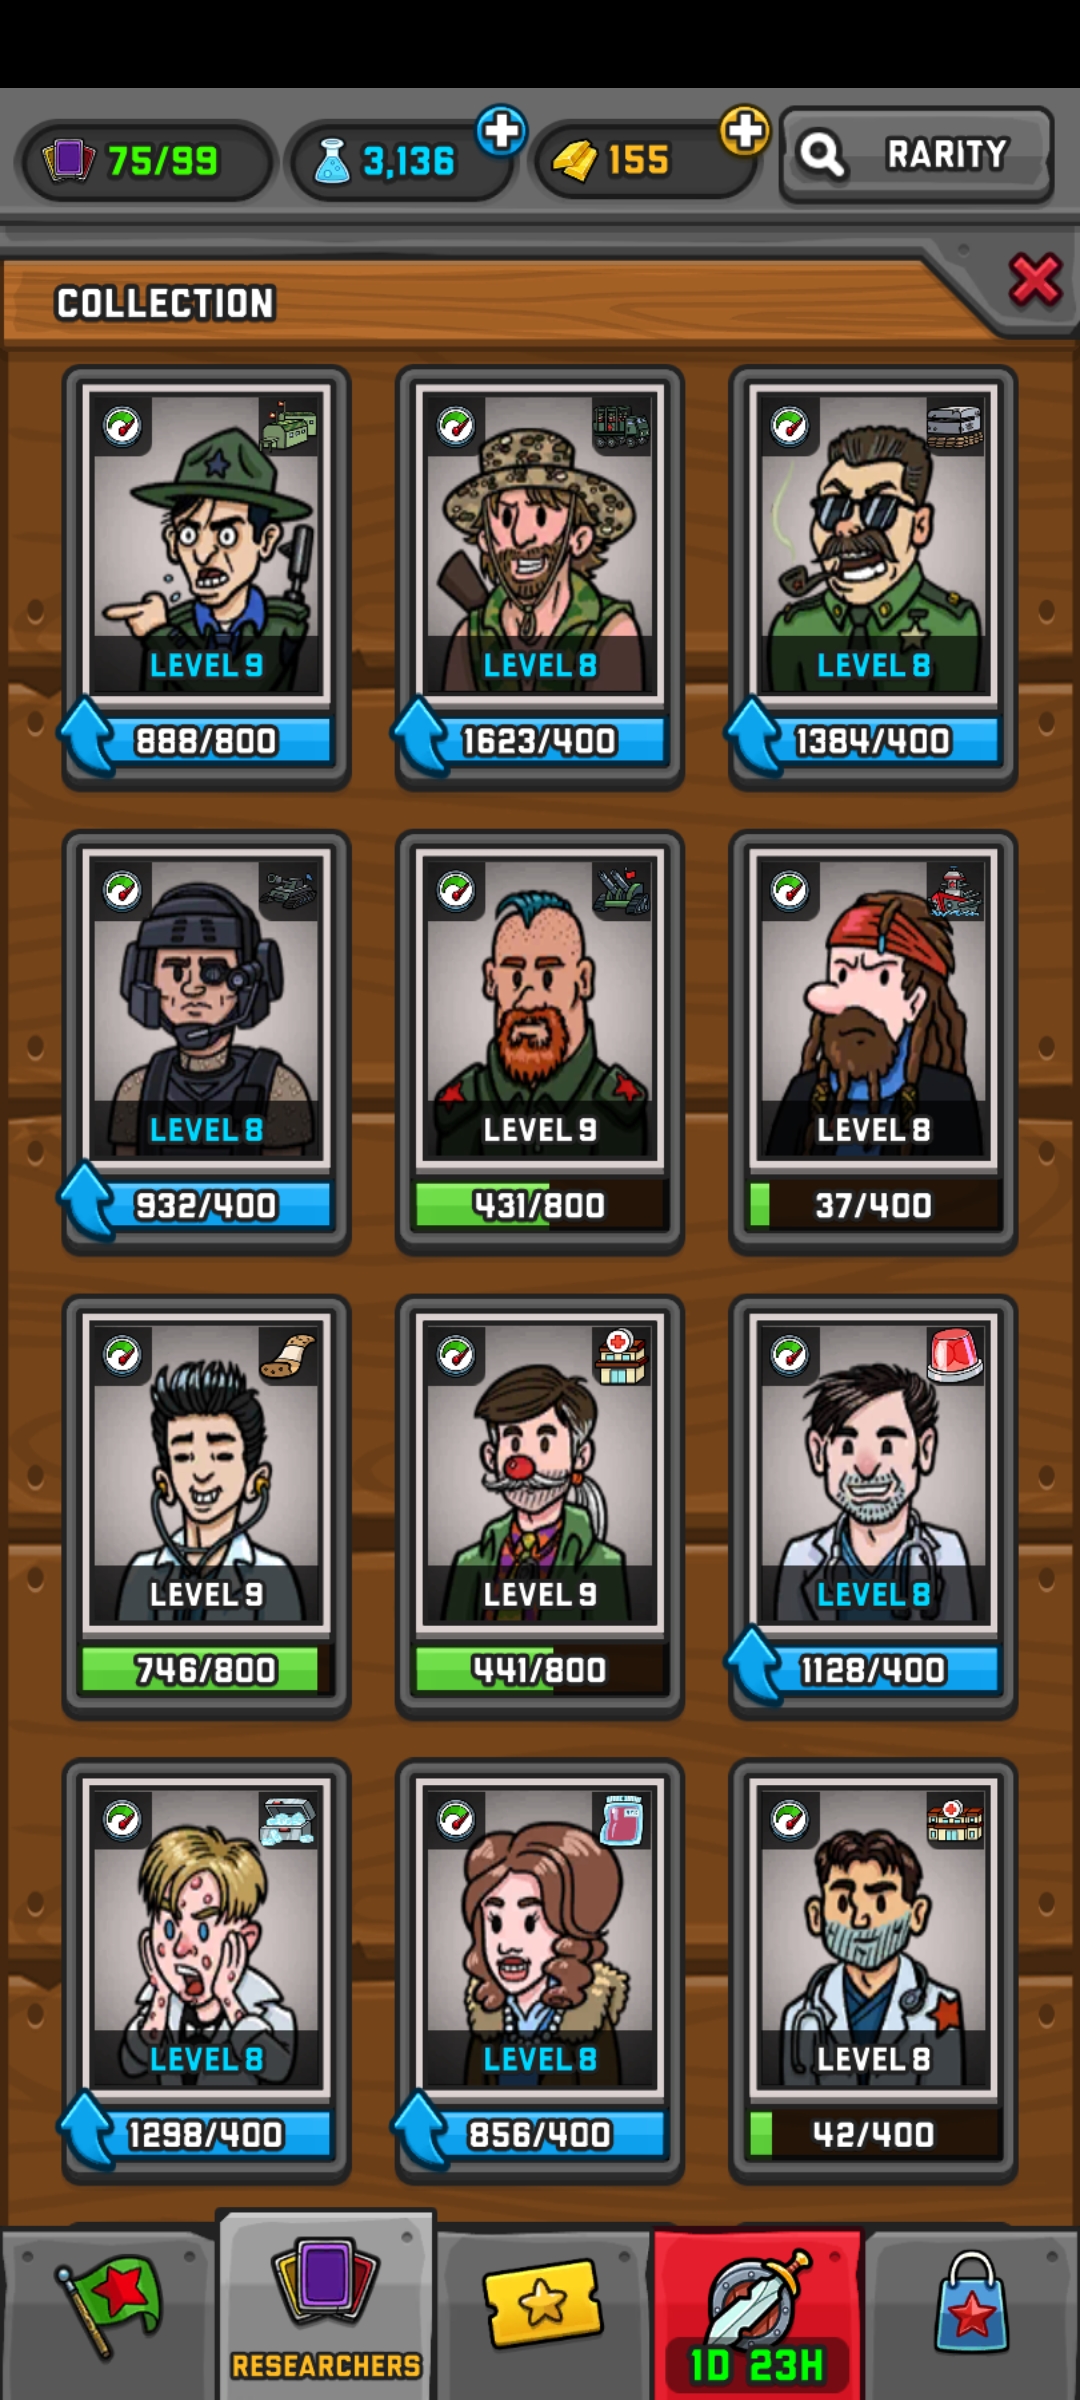 75/99
3,136
155
RARITY
COLLECTION
LEVEL 9
LEVEL 8
LEVEL 8
888/800
1623/400
1384/400
LEVEL 8
LEVEL 9
LEVEL 8
932/400
431/800
37/400
LEVEL 9
LEVEL 9
LEVEL 8
746/800
441/800
1128/400
LEVEL 8
LEVEL 8
LEVEL 8
1298/400
856/400
42/400
RESEARCHERS
1D 23H